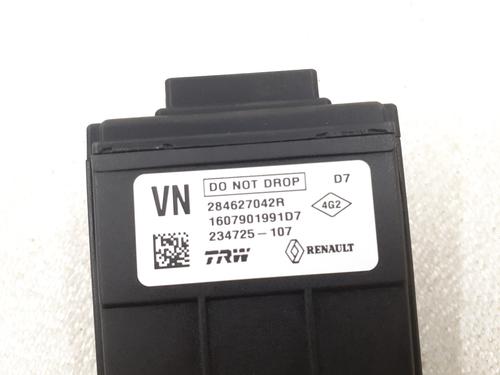 VN DO NOT DROP D7
284627042R 4G2
1607901991D7
234725-107
TRW RENAULT